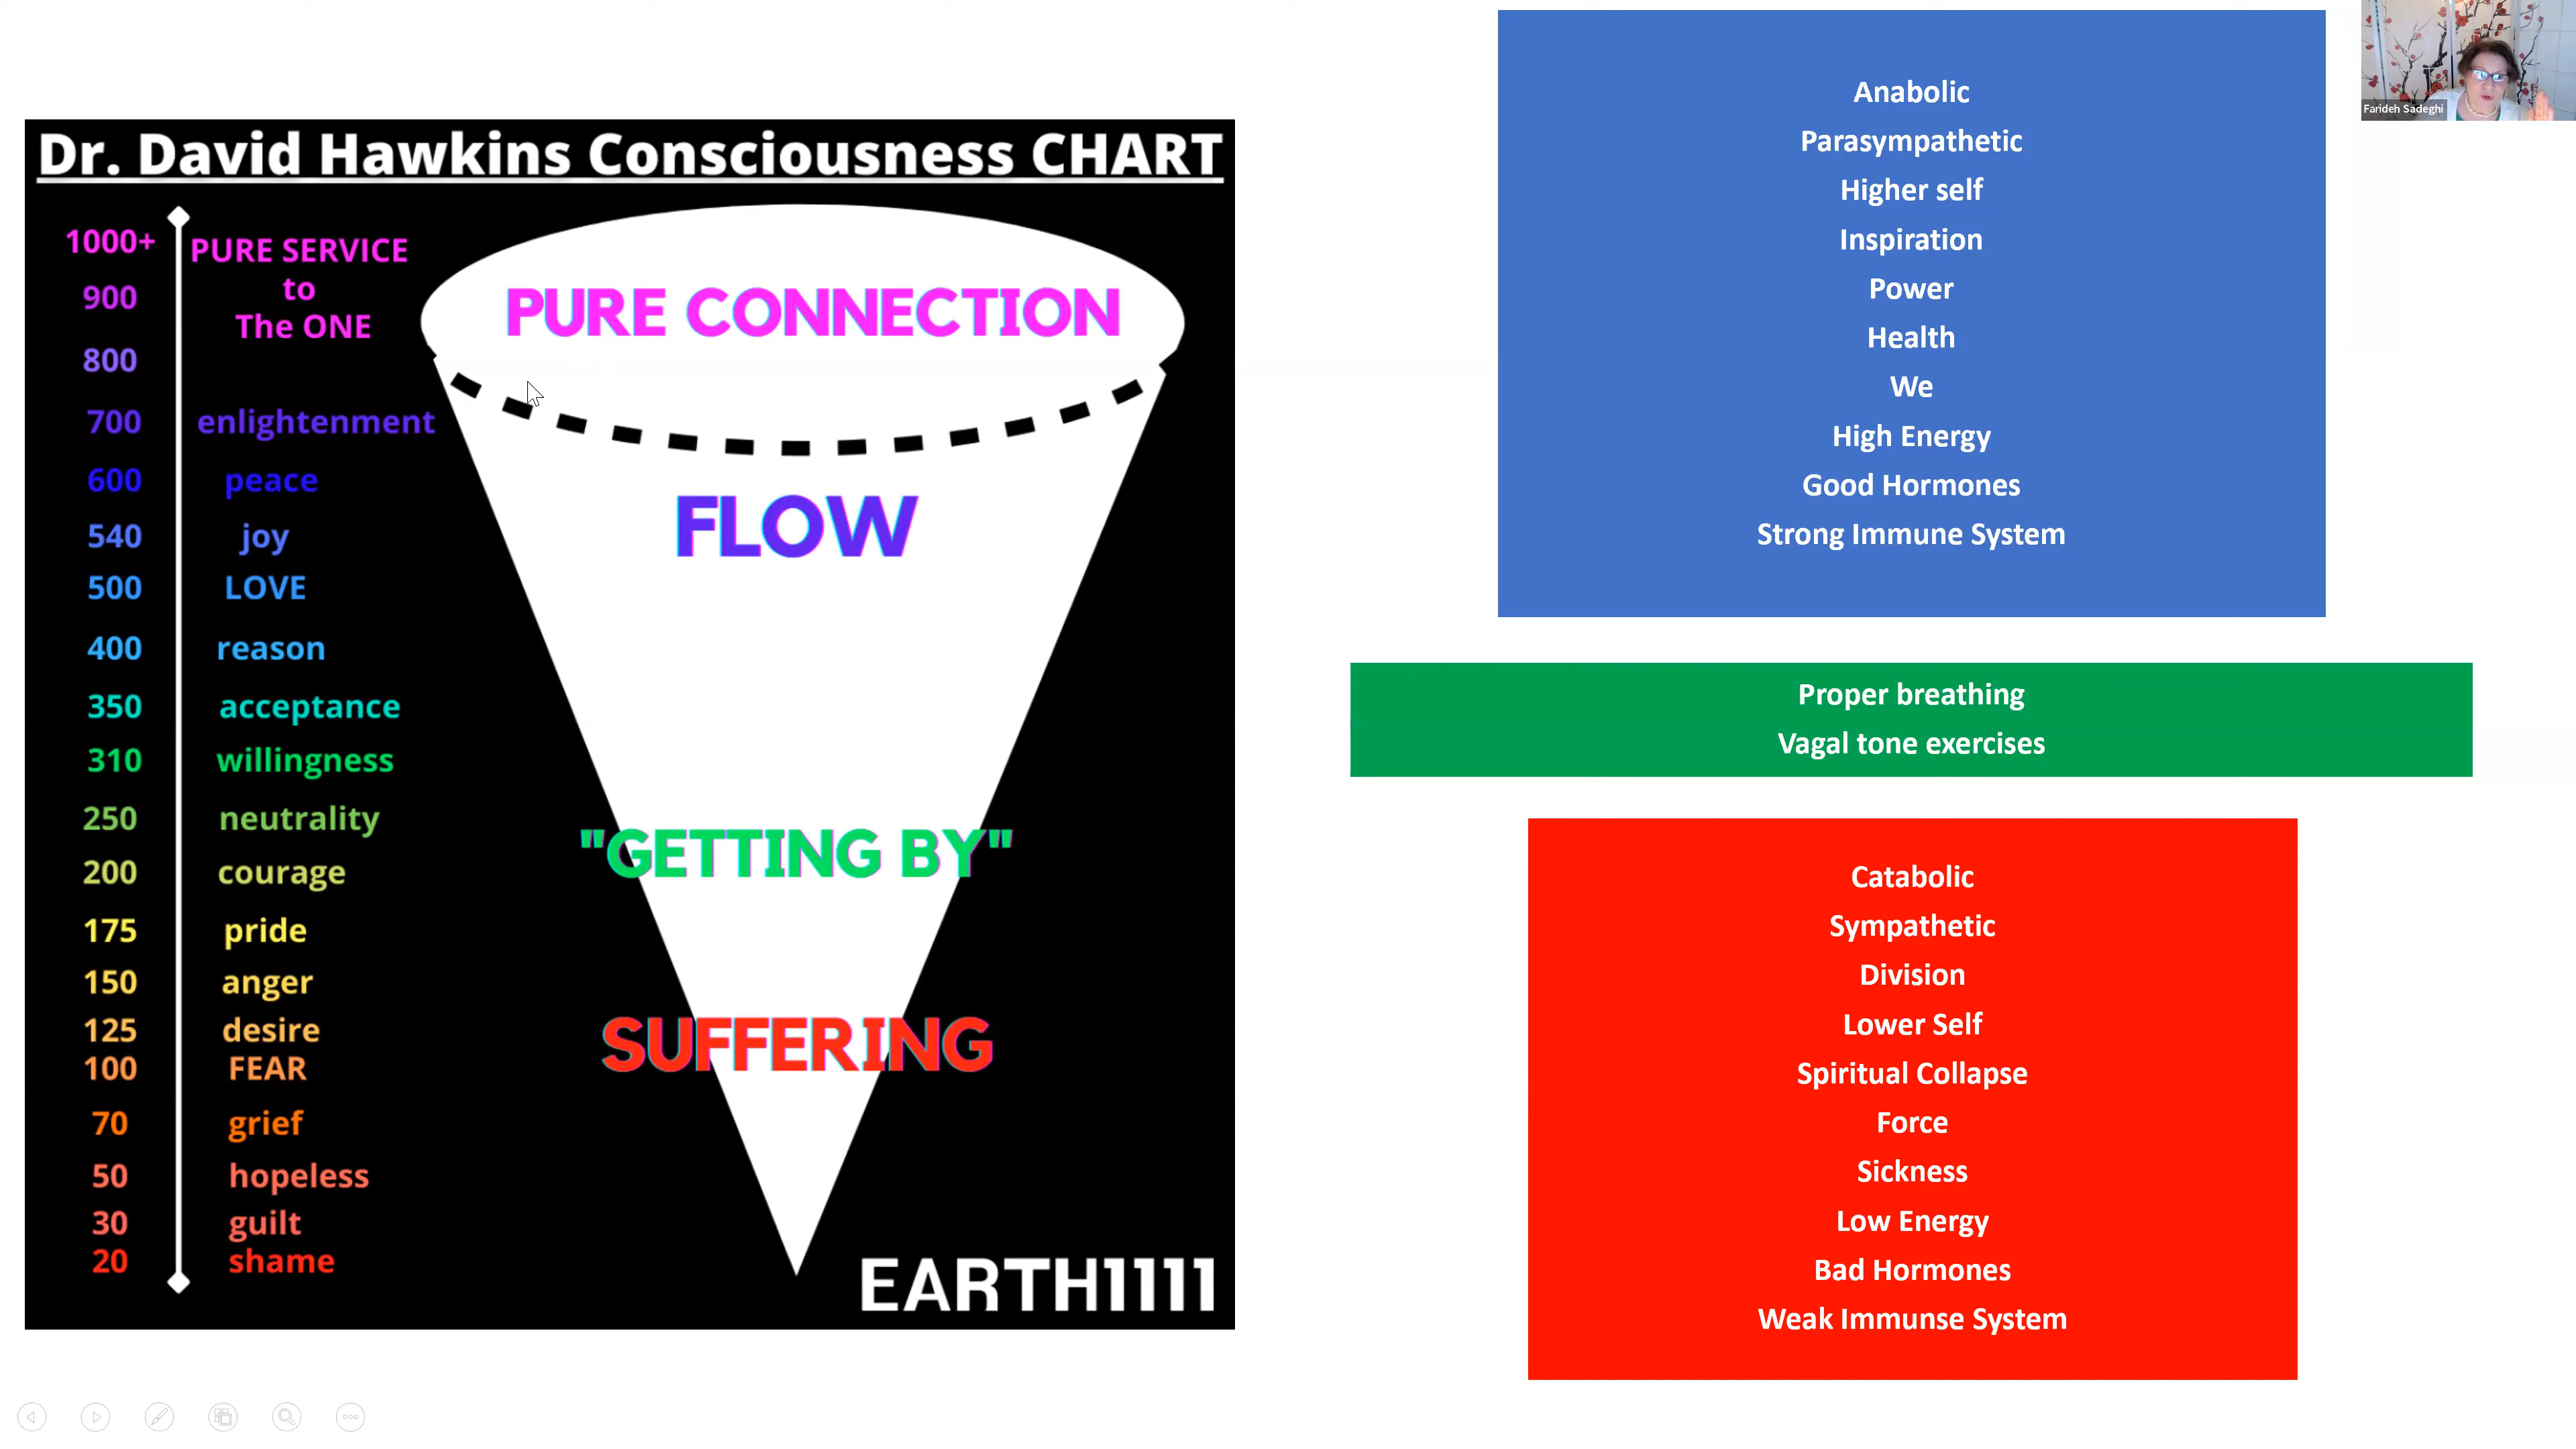 Dr. David Hawkins Consciousness CHART
1000+
PURE SERVICE
to
900
The ONE
800
700 enlightenment
600 peace
540 joy
500 LOVE
400 reason
350 acceptance
310 willingness
250 neutrality
200 courage
175 pride
150 anger
125 desire
100 FEAR
70 grief
50 hopeless
30 guilt
20 shame
PURE CONNECTION
FLOW
"GETTING BY"
SUFFERING
EARTH1111
Anabolic
Parasympathetic
Higher self
Inspiration
Power
Health
We
High Energy
Good Hormones
Strong Immune System
Proper breathing
Vagal tone exercises
Catabolic
Sympathetic
Division
Lower Self
Spiritual Collapse
Force
Sickness
Low Energy
Bad Hormones
Weak Immunse System
Farideh Sadeghi